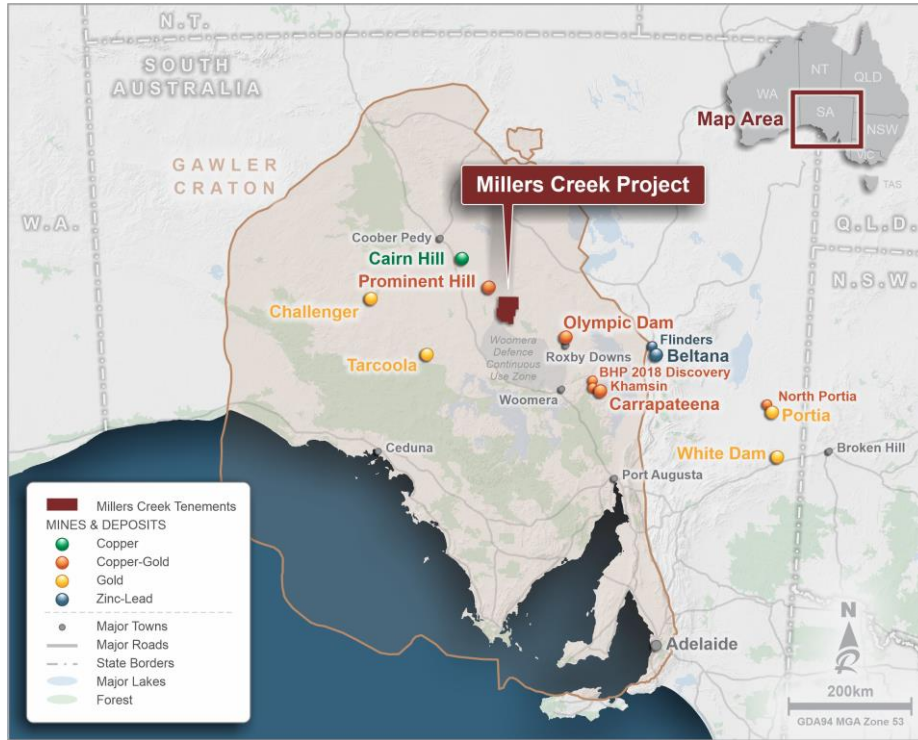 N.T.
SOUTH
AUSTRALIA
GAWLER
CRATON
W.A.
NT
QLD
WA
SA
NSW
VIC
TAS
Map Area
Millers Creek Project
Q.L.D.
N.S.W.
Coober Pedy
Cairn Hill
Prominent Hill
Challenger
Tarcoola
Woomera
Defence
Continuous
Use Zone
Olympic Dam
Roxby Downs
Flinders
Beltana
BHP 2018 Discovery
Khamsin
Carrapateena
Woomera
North Portia
Portia
White Dam
Broken Hill
Ceduna
Port Augusta
Adelaide
Millers Creek Tenements
MINES & DEPOSITS
Copper
Copper-Gold
Gold
Zinc-Lead
Major Towns
Major Roads
State Borders
Major Lakes
Forest
N
200km
GDA94 MGA Zone 53